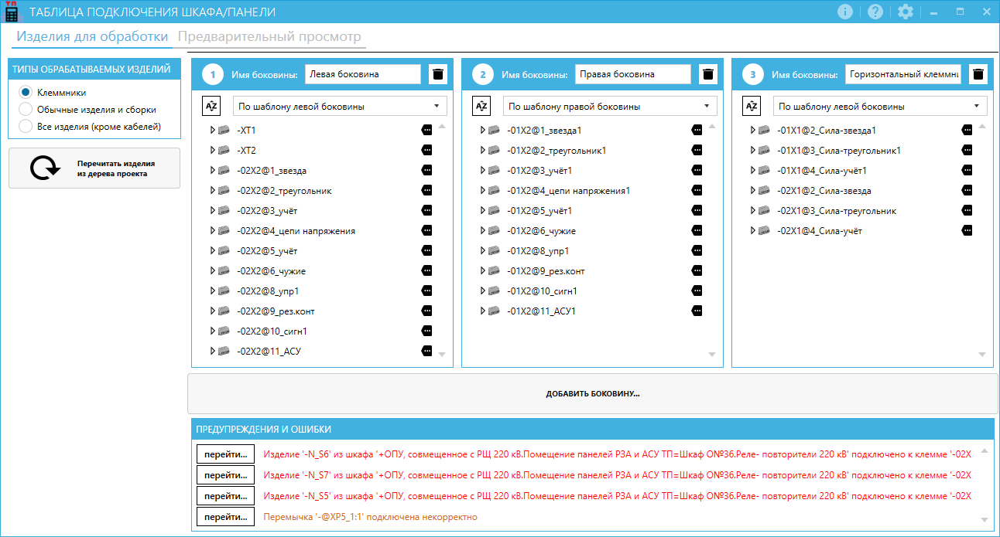 ТП
ТАБЛИЦА ПОДКЛЮЧЕНИЯ ШКАФА/ПАНЕЛИ
Изделия для обработки
Предварительный просмотр
ТИПЫ ОБРАБАТЫВАЕМЫХ ИЗДЕЛИЙ
Клеммники
Обычные изделия и сборки
Все изделия (кроме кабелей)
Перечитать изделия
из дерева проекта
1 Имя боковины: Левая боковина
AZ По шаблону левой боковины
-XT1
-XT2
-02X2@1_звезда
-02X2@2_треугольник
-02X2@3_учёт
-02X2@4_цепи напряжения
-02X2@5_учёт
-02X2@6_чужие
-02X2@8_упр1
-02X2@9_рез.конт
-02X2@10_сигн1
-02X2@11_АСУ
2 Имя боковины: Правая боковина
AZ По шаблону правой боковины
-01X2@1_звезда1
-01X2@2_треугольник1
-01X2@3_учёт1
-01X2@4_цепи напряжения1
-01X2@5_учёт1
-01X2@6_чужие
-01X2@8_упр1
-01X2@9_рез.конт
-01X2@10_сигн1
-01X2@11_АСУ1
3 Имя боковины: Горизонтальный клеммни
AZ По шаблону левой боковины
-01X1@2_Сила-звезда1
-01X1@3_Сила-треугольник1
-01X1@4_Сила-учёт1
-02X1@2_Сила-звезда
-02X1@3_Сила-треугольник
-02X1@4_Сила-учёт
ДОБАВИТЬ БОКОВИНУ...
ПРЕДУПРЕЖДЕНИЯ И ОШИБКИ
перейти... Изделие '-N_S6' из шкафа '+ОПУ, совмещенное с РЩ 220 кВ.Помещение панелей РЗА и АСУ ТП=Шкаф О№36.Реле- повторители 220 кВ' подключено к клемме '-02X
перейти... Изделие '-N_S7' из шкафа '+ОПУ, совмещенное с РЩ 220 кВ.Помещение панелей РЗА и АСУ ТП=Шкаф О№36.Реле- повторители 220 кВ' подключено к клемме '-02X
перейти... Изделие '-N_S5' из шкафа '+ОПУ, совмещенное с РЩ 220 кВ.Помещение панелей РЗА и АСУ ТП=Шкаф О№36.Реле- повторители 220 кВ' подключено к клемме '-02X
перейти... Перемычка '-@XP5_1:1' подключена некорректно